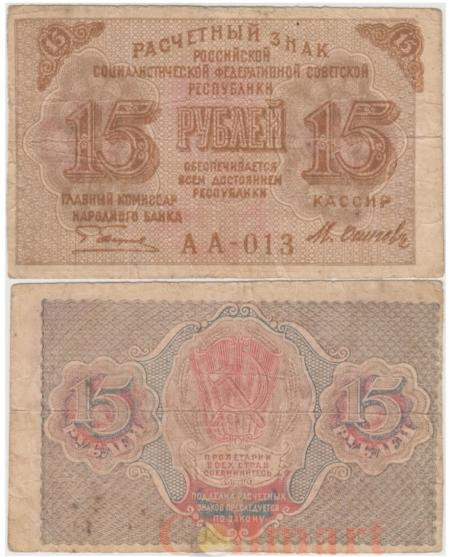 15
15
РАСЧЕТНЫЙ ЗНАК
РОССИЙСКОЙ
СОЦИАЛИСТИЧЕСКОЙ ФЕДЕРАТИВНОЙ СОВЕТСКОЙ
РЕСПУБЛИКИ
15 РУБЛЕЙ 15
ОБЕСПЕЧИВАЕТСЯ
ВСЕМ ДОСТОЯНИЕМ
РЕСПУБЛИКИ
ГЛАВНЫЙ КОМИССАР
НАРОДНОГО БАНКА
КАССИР
АА-013
15
15
ПРОЛЕТАРИИ
ВСЕХ СТРАН
СОЕДИНЯЙТЕСЬ
ПОДДЕЛКА РАСЧЕТНЫХ
ЗНАКОВ ПРЕСЛЕДУЕТСЯ
ПО ЗАКОНУ